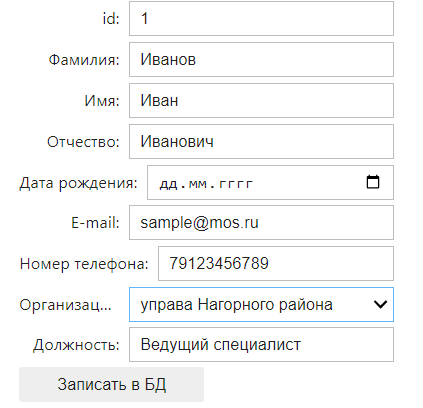 id: 1
Фамилия: Иванов
Имя: Иван
Отчество: Иванович
Дата рождения: дд.мм.гггг
E-mail: sample@mos.ru
Номер телефона: 79123456789
Организац... управа Нагорного района
Должность: Ведущий специалист
Записать в БД